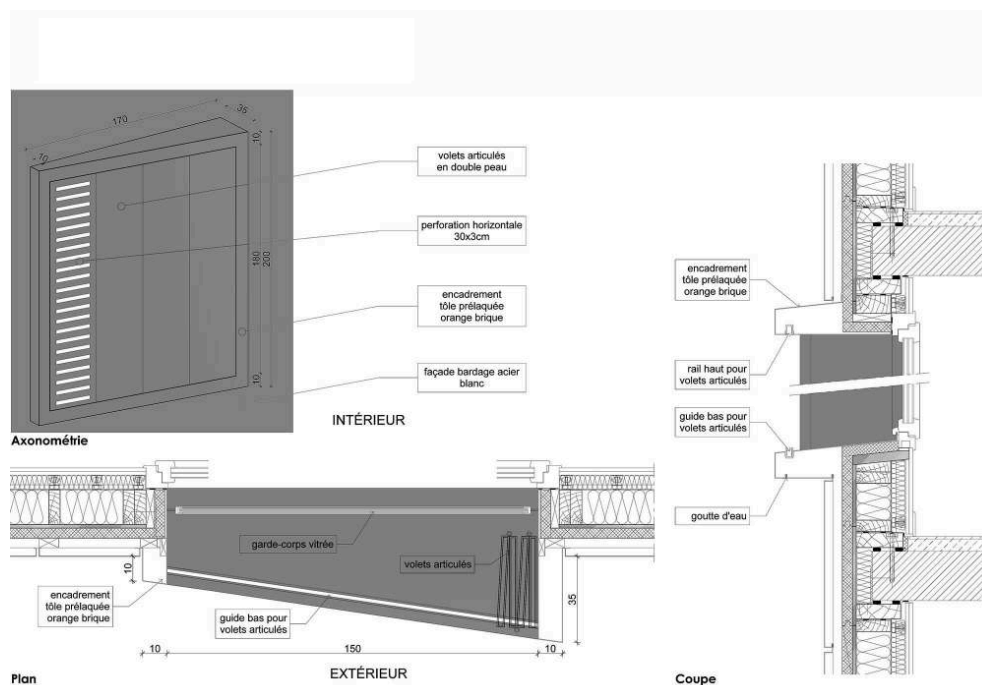 170
35
10
10
180
200
10
volets articulés
en double peau
perforation horizontale
30x3cm
encadrement
tôle prélaquée
orange brique
façade bardage acier
blanc
INTÉRIEUR
Axonométrie
garde-corps vitrée
volets articulés
10
35
encadrement
tôle prélaquée
orange brique
guide bas pour
volets articulés
10
150
10
EXTÉRIEUR
Plan
encadrement
tôle prélaquée
orange brique
rail haut pour
volets articulés
guide bas pour
volets articulés
goutte d'eau
Coupe